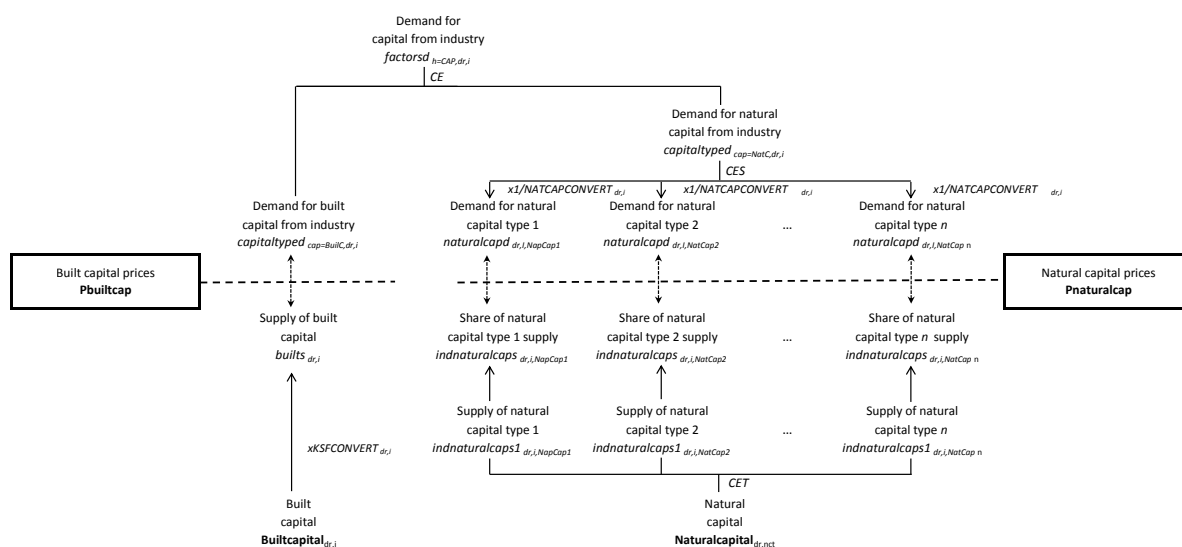 Demand for
capital from industry
factorsd h=CAP,dr,i
CE
Demand for natural
capital from industry
capitaltyped cap=NatC,dr,i
CES
x1/NATCAPCONVERT dr,i
x1/NATCAPCONVERT dr,i
x1/NATCAPCONVERT dr,i
Demand for built
capital from industry
capitaltyped cap=BuilC,dr,i
Demand for natural
capital type 1
naturalcapd dr,I,NapCap1
Demand for natural
capital type 2
naturalcapd dr,I,NatCap2
...
Demand for natural
capital type n
naturalcapd dr,I,NatCap n
Built capital prices
Pbuiltcap
Natural capital prices
Pnaturalcap
Supply of built
capital
builts dr,i
Share of natural
capital type 1 supply
indnaturalcaps dr,i,NapCap1
Share of natural
capital type 2 supply
indnaturalcaps dr,i,NatCap2
...
Share of natural
capital type n supply
indnaturalcaps dr,i,NatCap n
xKSFCONVERT dr,i
Supply of natural
capital type 1
indnaturalcaps1 dr,i,NapCap1
Supply of natural
capital type 2
indnaturalcaps1 dr,i,NatCap2
...
Supply of natural
capital type n
indnaturalcaps1 dr,i,NatCap n
CET
Built
capital
Builtcapital dr,i
Natural
capital
Naturalcapital dr,nct